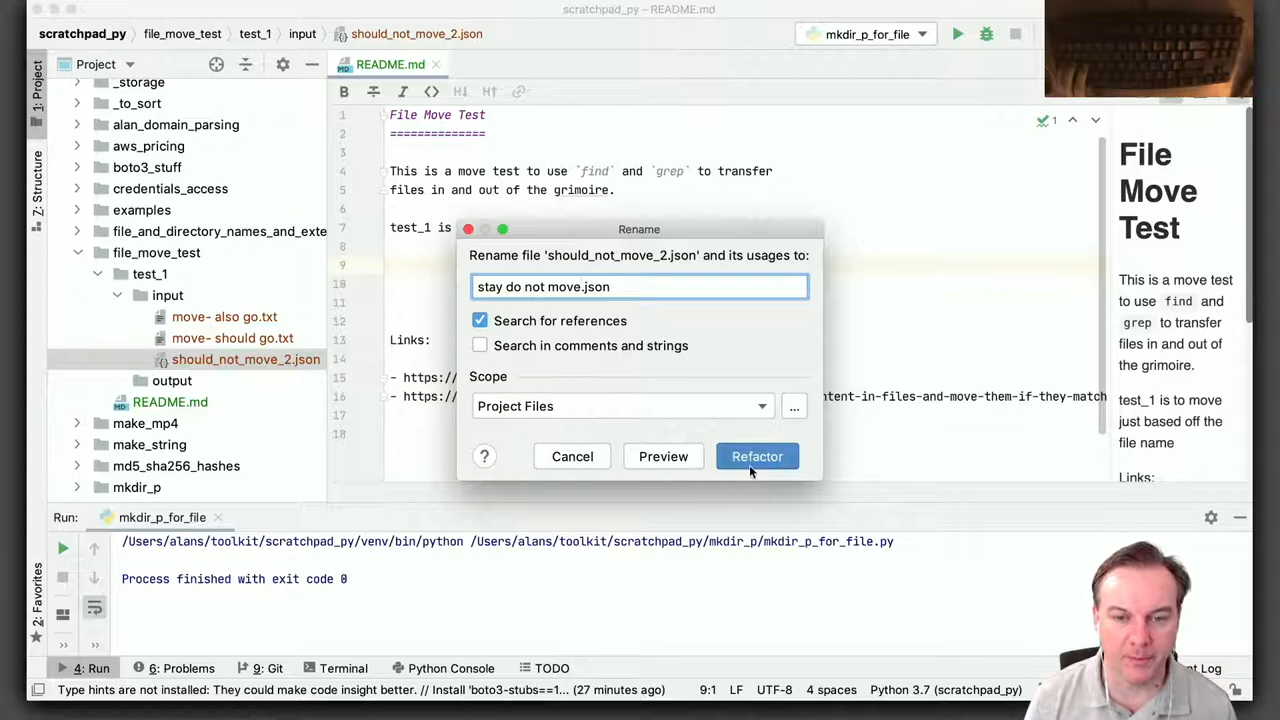 scratchpad_py – README.md
scratchpad_py
file_move_test
test_1
input
should_not_move_2.json
mkdir_p_for_file
Project
README.md
1: Project
Z: Structure
2: Favorites
_storage
_to_sort
alan_domain_parsing
aws_pricing
boto3_stuff
credentials_access
examples
file_and_directory_names_and_exte
file_move_test
test_1
input
move- also go.txt
move- should go.txt
should_not_move_2.json
output
README.md
make_mp4
make_string
md5_sha256_hashes
mkdir_p
1 File Move Test
2 ==============
3
4 This is a move test to use `find` and `grep` to transfer
5 files in and out of the grimoire.
6
7 test_1 is
8
9
10
11
12
13 Links:
14
15 - https://
16 - https:// tent-in-files-and-move-them-if-they-match
17
18
1
File
Move
Test
This is a move test
to use find and
grep to transfer
files in and out of
the grimoire.
test_1 is to move
just based off the
file name
Links:
Rename
Rename file 'should_not_move_2.json' and its usages to:
stay do not move.json
Search for references
Search in comments and strings
Scope
Project Files
...
?
Cancel
Preview
Refactor
Run:
mkdir_p_for_file
/Users/alans/toolkit/scratchpad_py/venv/bin/python /Users/alans/toolkit/scratchpad_py/mkdir_p/mkdir_p_for_file.py
Process finished with exit code 0
4: Run
6: Problems
9: Git
Terminal
Python Console
TODO
nt Log
Type hints are not installed: They could make code insight better. // Install 'boto3-stubs==1... (27 minutes ago)
9:1
LF
UTF-8
4 spaces
Python 3.7 (scratchpad_py)